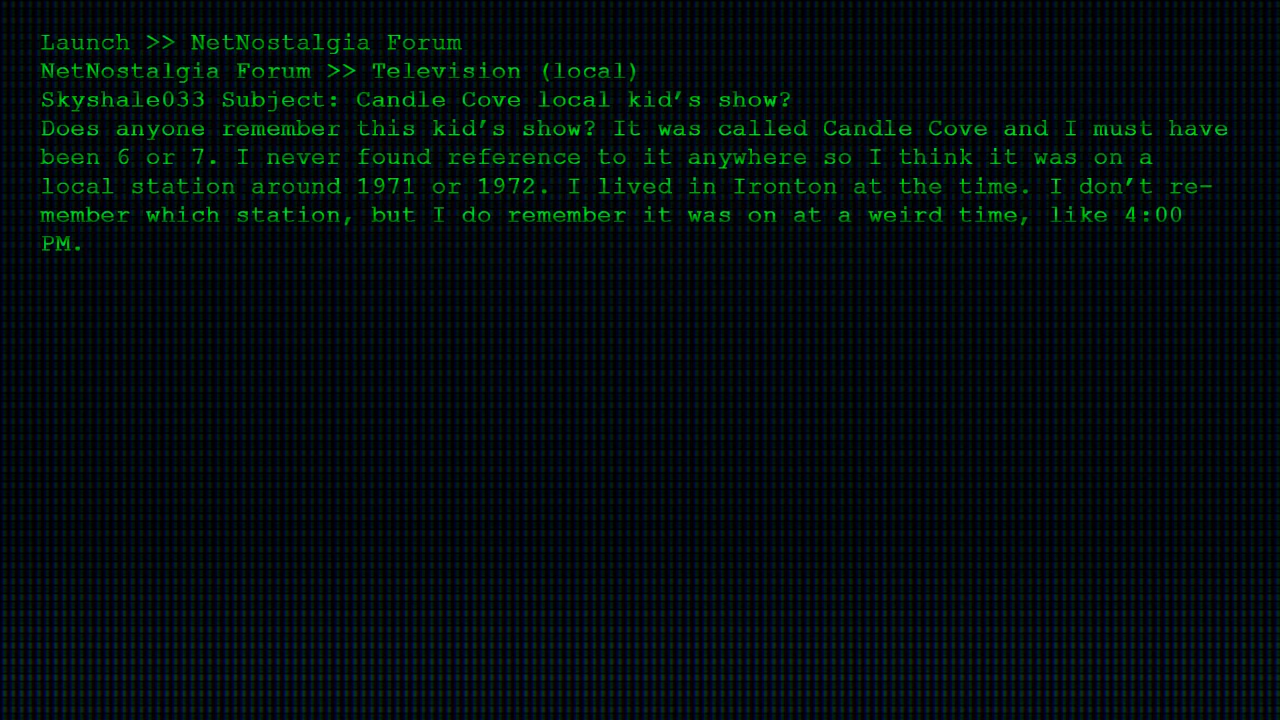 Launch >> NetNostalgia Forum
NetNostalgia Forum >> Television (local)
Skyshale033 Subject: Candle Cove local kid’s show?
Does anyone remember this kid’s show? It was called Candle Cove and I must have
been 6 or 7. I never found reference to it anywhere so I think it was on a
local station around 1971 or 1972. I lived in Ironton at the time. I don’t re-
member which station, but I do remember it was on at a weird time, like 4:00
PM.